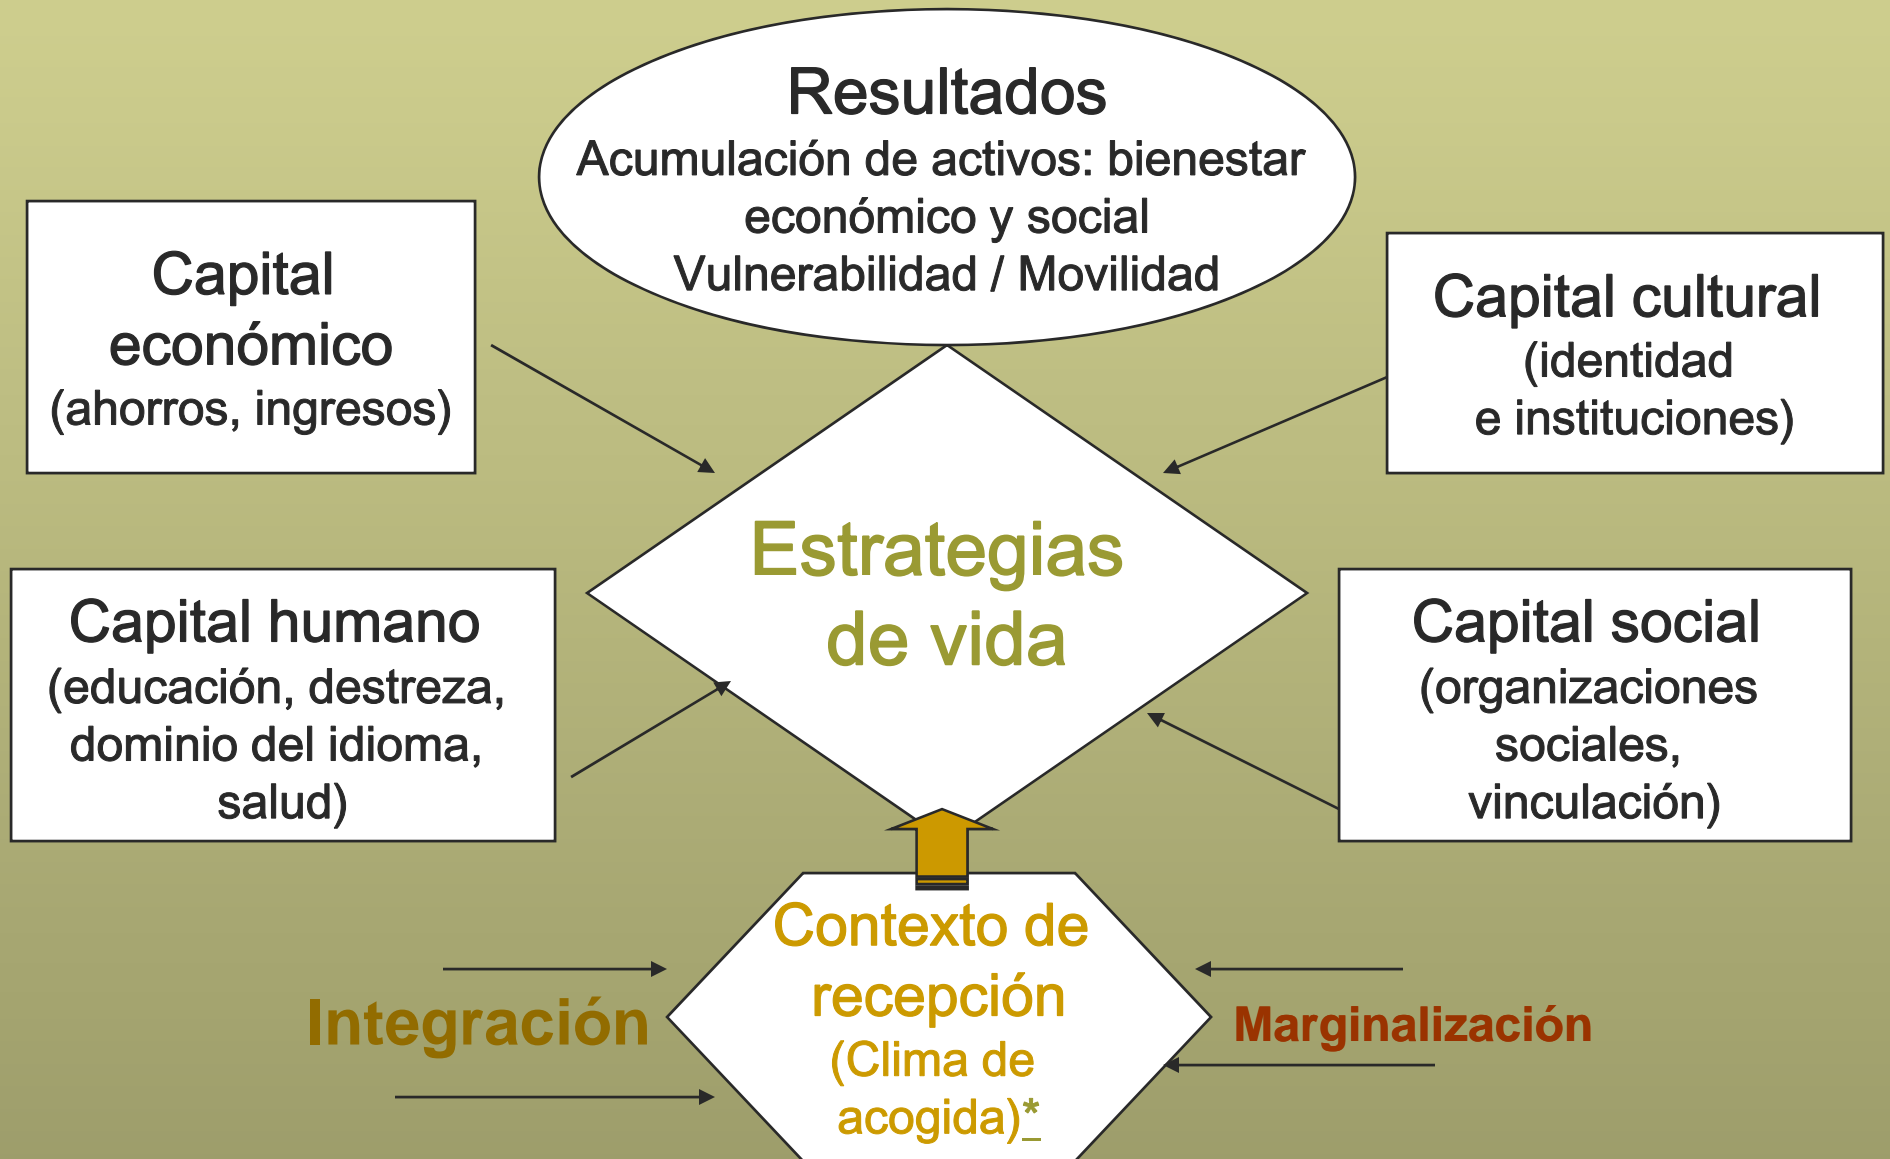 Resultados
Acumulación de activos: bienestar
económico y social
Vulnerabilidad / Movilidad
Capital
económico
(ahorros, ingresos)
Capital cultural
(identidad
e instituciones)
Estrategias
de vida
Capital humano
(educación, destreza,
dominio del idioma,
salud)
Capital social
(organizaciones
sociales,
vinculación)
Contexto de
recepción
(Clima de
acogida)*
Integración
Marginalización